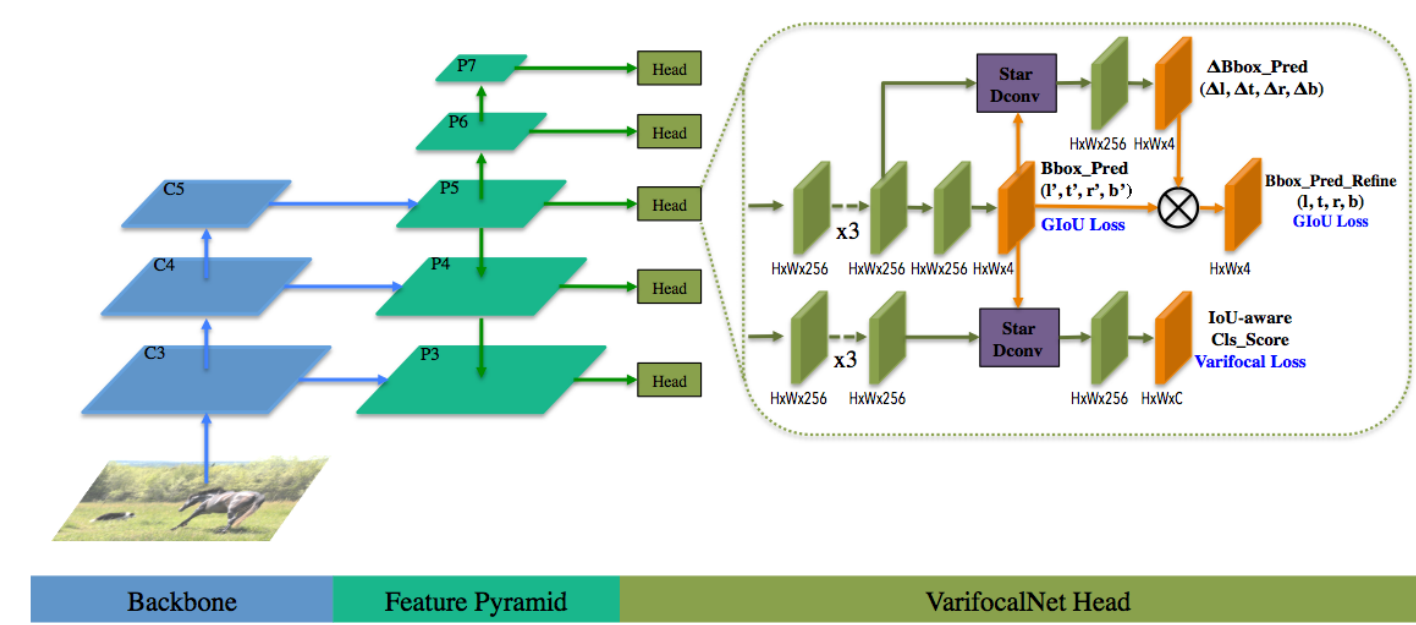 P7
Head
P6
Head
C5
P5
Head
C4
P4
Head
C3
P3
Head
Star
Dconv
ΔBbox_Pred
(Δl, Δt, Δr, Δb)
HxWx256
HxWx4
Bbox_Pred
(l’, t’, r’, b’)
GIoU Loss
Bbox_Pred_Refine
(l, t, r, b)
GIoU Loss
x3
HxWx256
HxWx256
HxWx256
HxWx4
HxWx4
Star
Dconv
IoU-aware
Cls_Score
Varifocal Loss
x3
HxWx256
HxWx256
HxWx256
HxWxC
Backbone
Feature Pyramid
VarifocalNet Head